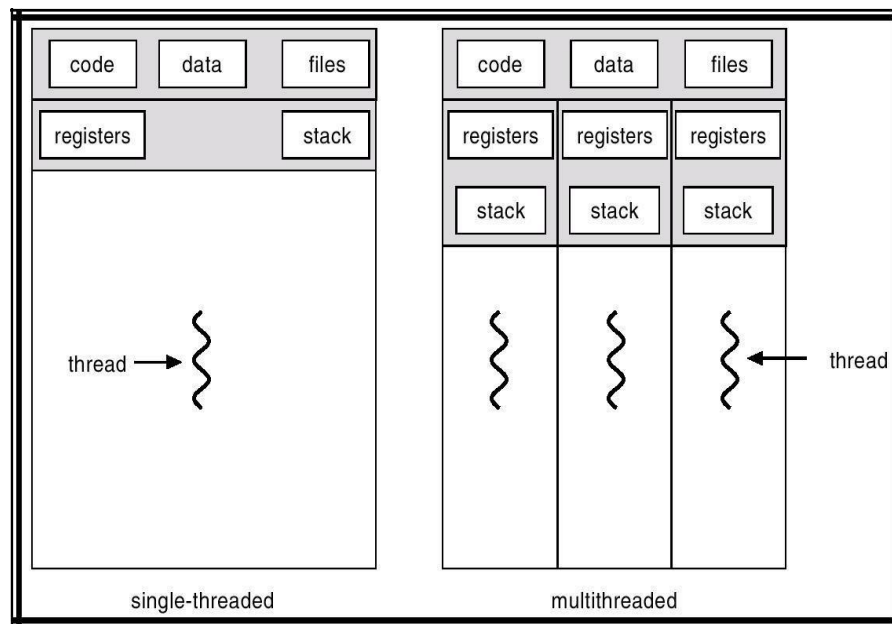 code data files
registers stack
thread
single-threaded
code data files
registers registers registers
stack stack stack
thread
multithreaded